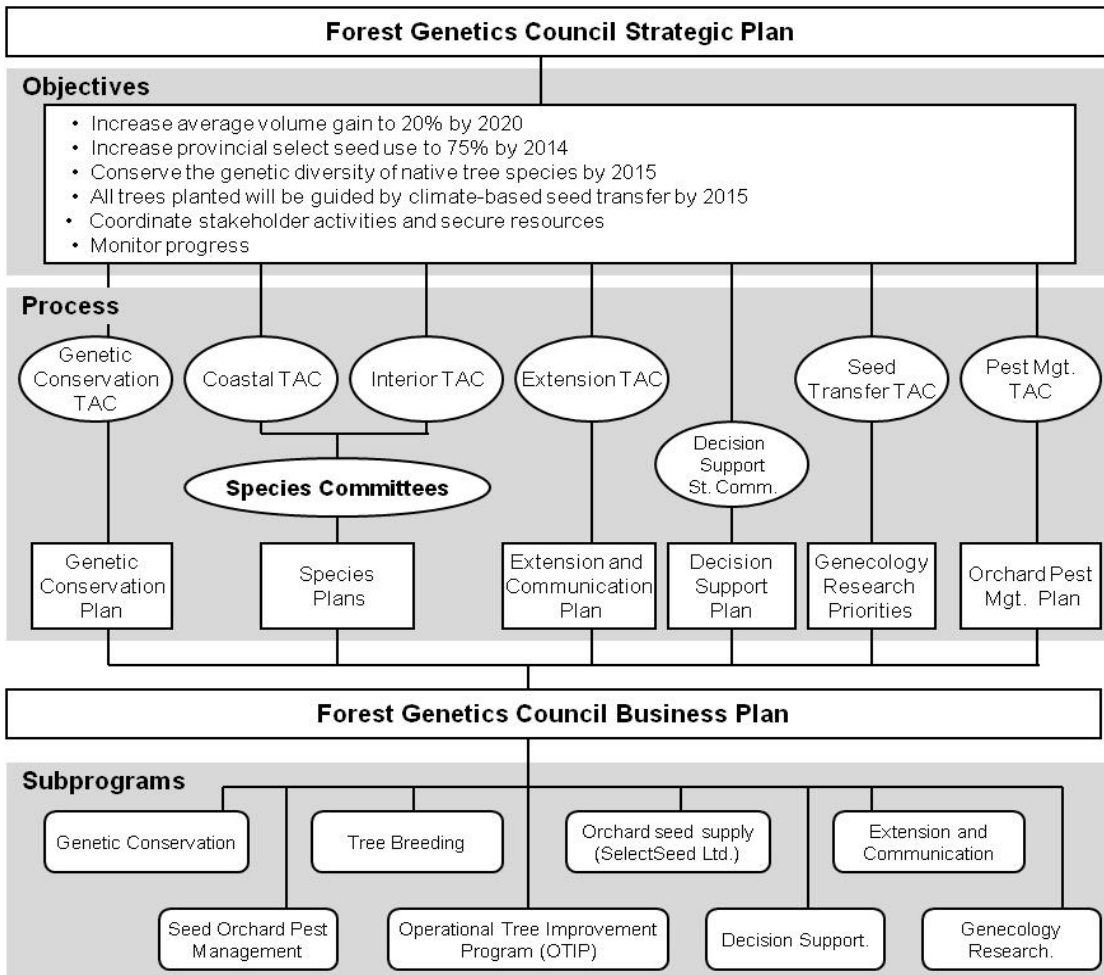 Forest Genetics Council Strategic Plan
Objectives
• Increase average volume gain to 20% by 2020
• Increase provincial select seed use to 75% by 2014
• Conserve the genetic diversity of native tree species by 2015
• All trees planted will be guided by climate-based seed transfer by 2015
• Coordinate stakeholder activities and secure resources
• Monitor progress
Process
Genetic
Conservation
TAC
Coastal TAC
Interior TAC
Extension TAC
Seed
Transfer TAC
Pest Mgt.
TAC
Decision
Support
St. Comm.
Species Committees
Genetic
Conservation
Plan
Species
Plans
Extension and
Communication
Plan
Decision
Support
Plan
Genecology
Research
Priorities
Orchard Pest
Mgt. Plan
Forest Genetics Council Business Plan
Subprograms
Genetic Conservation
Tree Breeding
Orchard seed supply
(SelectSeed Ltd.)
Extension and
Communication
Seed Orchard Pest
Management
Operational Tree Improvement
Program (OTIP)
Decision Support.
Genecology
Research.